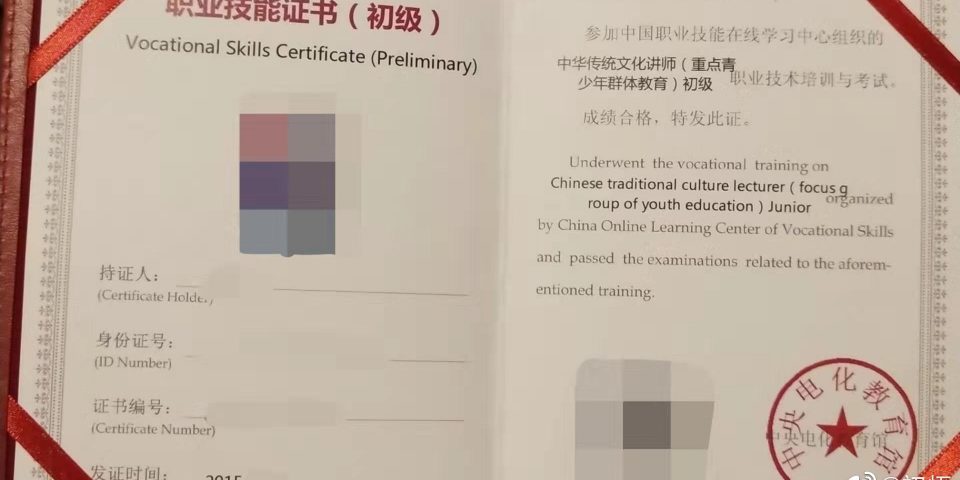 职业技能证书（初级）
Vocational Skills Certificate (Preliminary)
持证人：
(Certificate Holder)
身份证号：
(ID Number)
证书编号：
(Certificate Number)
发证时间：
2015
参加中国职业技能在线学习中心组织的
中华传统文化讲师（重点青
少年群体教育）初级 职业技术培训与考试。
成绩合格，特发此证。
Underwent the vocational training on
Chinese traditional culture lecturer ( focus g
roup of youth education ) Junior organized
by China Online Learning Center of Vocational Skills
and passed the examinations related to the aforem-
entioned training.
中央电化教育馆
中央电化教育馆